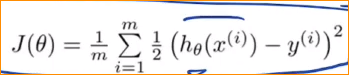 J(θ) = 1/m ∑_{i=1}^{m} 1/2 (h_θ(x^{(i)}) − y^{(i)})^2